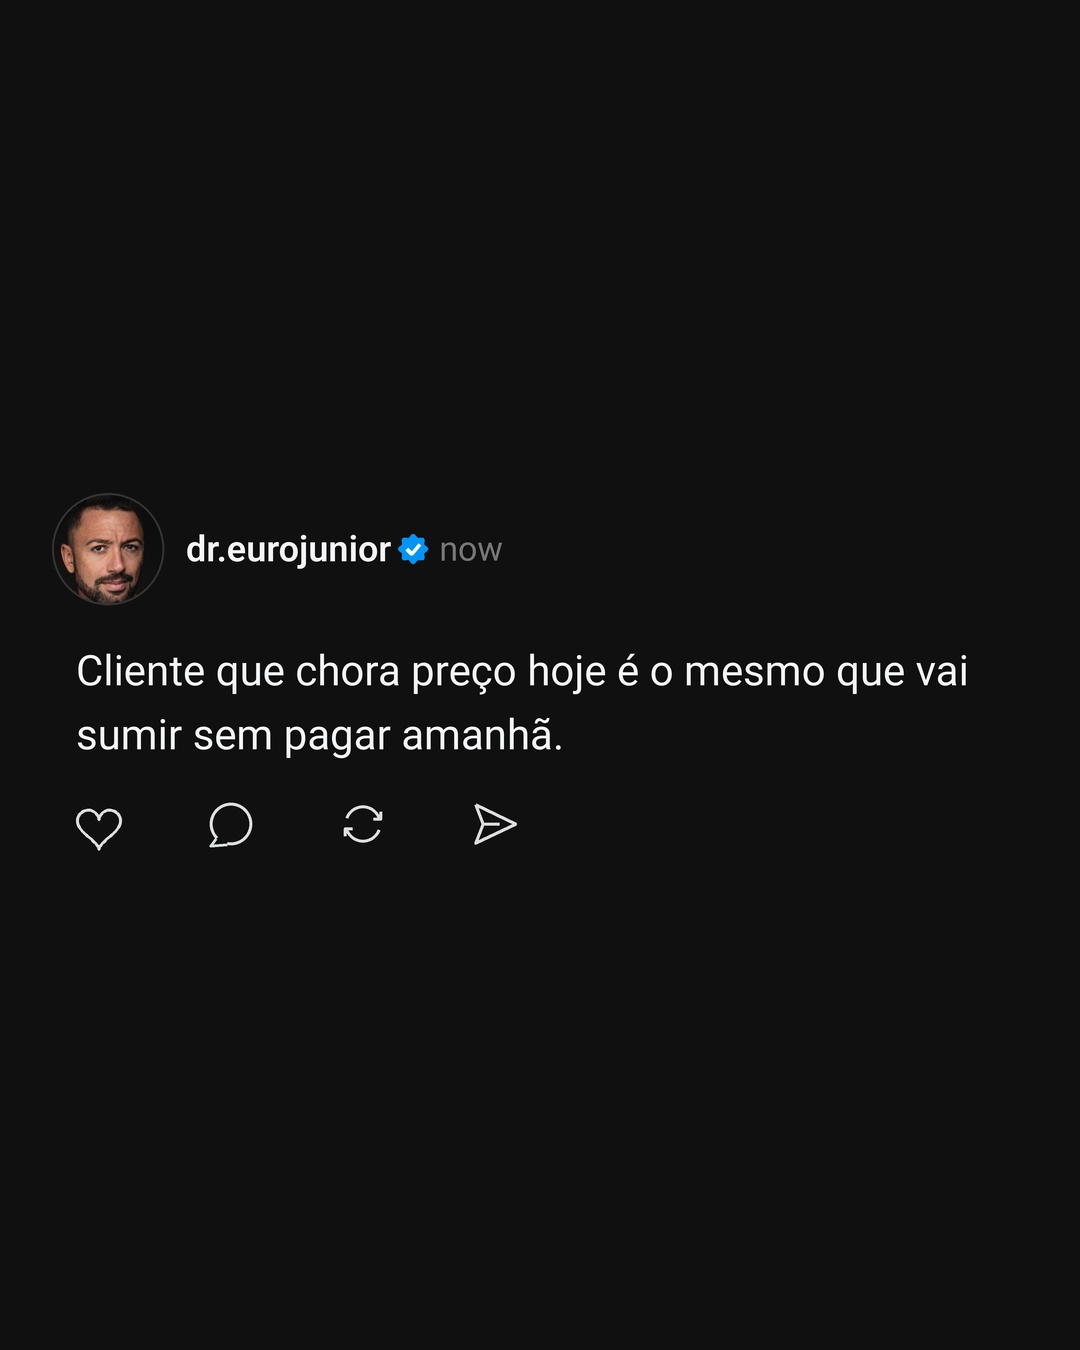 dr.eurojunior now
Cliente que chora preço hoje é o mesmo que vai
sumir sem pagar amanhã.